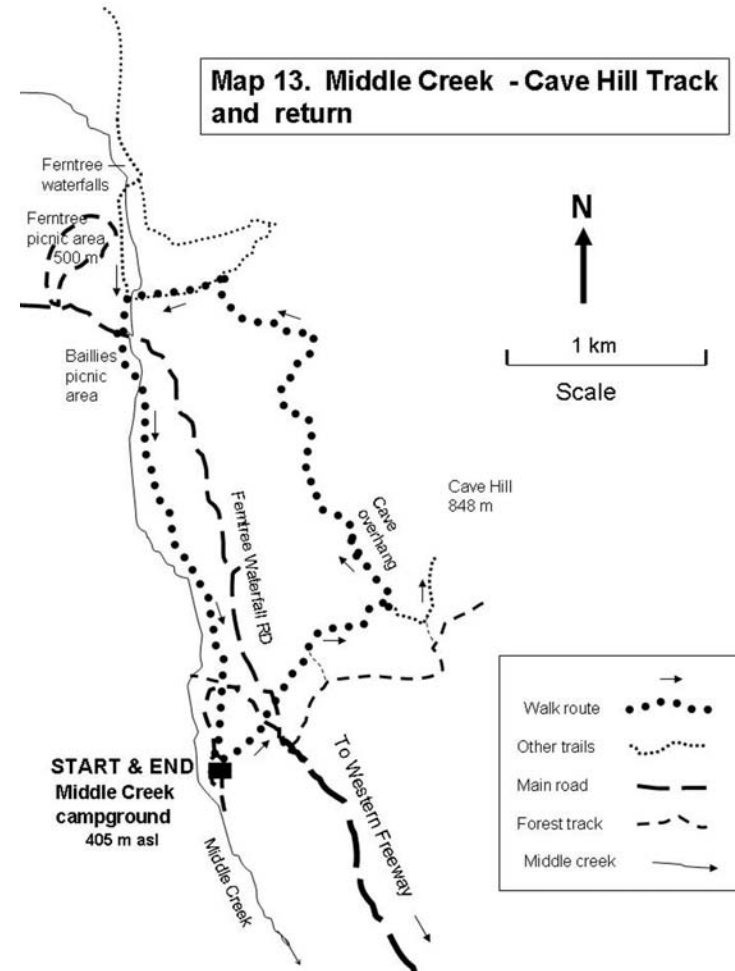 Map 13. Middle Creek - Cave Hill Track
and return
Ferntree
waterfalls
Ferntree
picnic area
500 m
N
1 km
Scale
Baillies
picnic
area
Ferntree Waterfall RD
Cave
overhang
Cave Hill
848 m
START & END
Middle Creek
campground
405 m asl
Middle Creek
To Western Freeway
Walk route
Other trails
Main road
Forest track
Middle creek